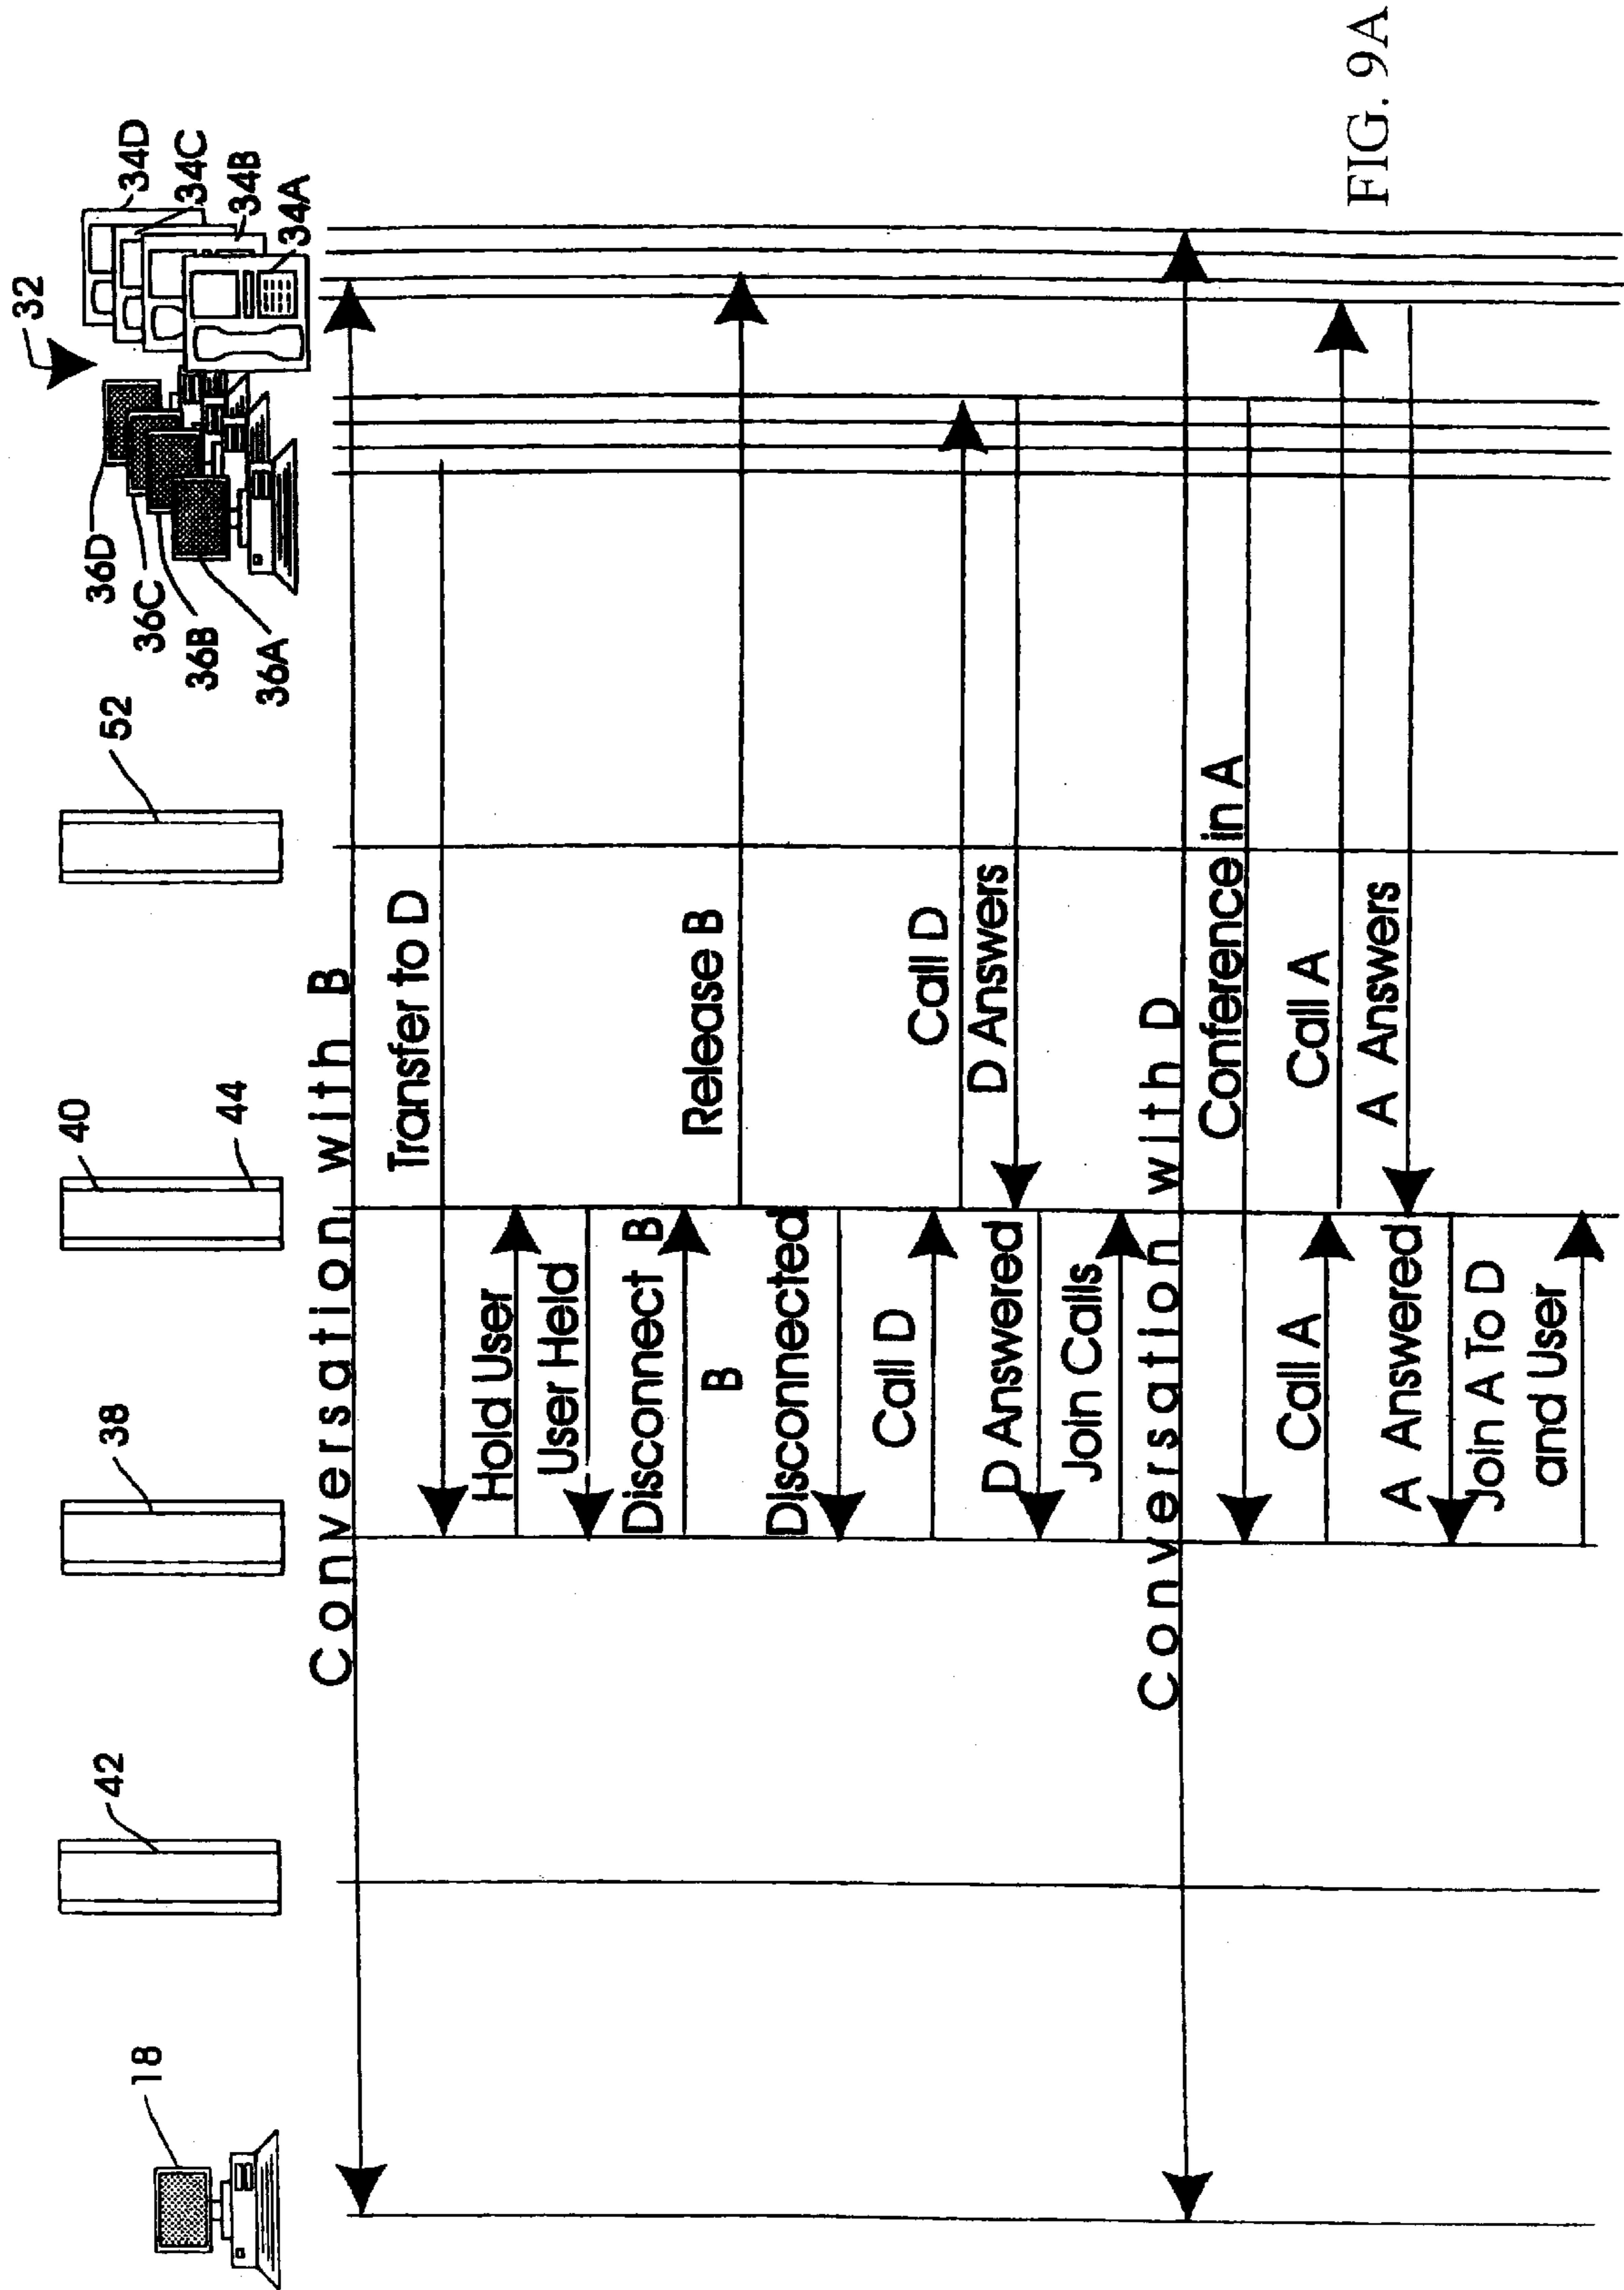 32
34D
34C
34B
34A
36D
36C
36B
36A
52
40
44
38
42
18
Conversation with B
Transfer to D
Hold User
User Held
Disconnect B
Release B
B
Disconnected
Call D
Call D
D Answers
D Answered
Join Calls
Conversation with D
Conference in A
Call A
Call A
A Answers
A Answered
Join A To D
and User
FIG. 9A